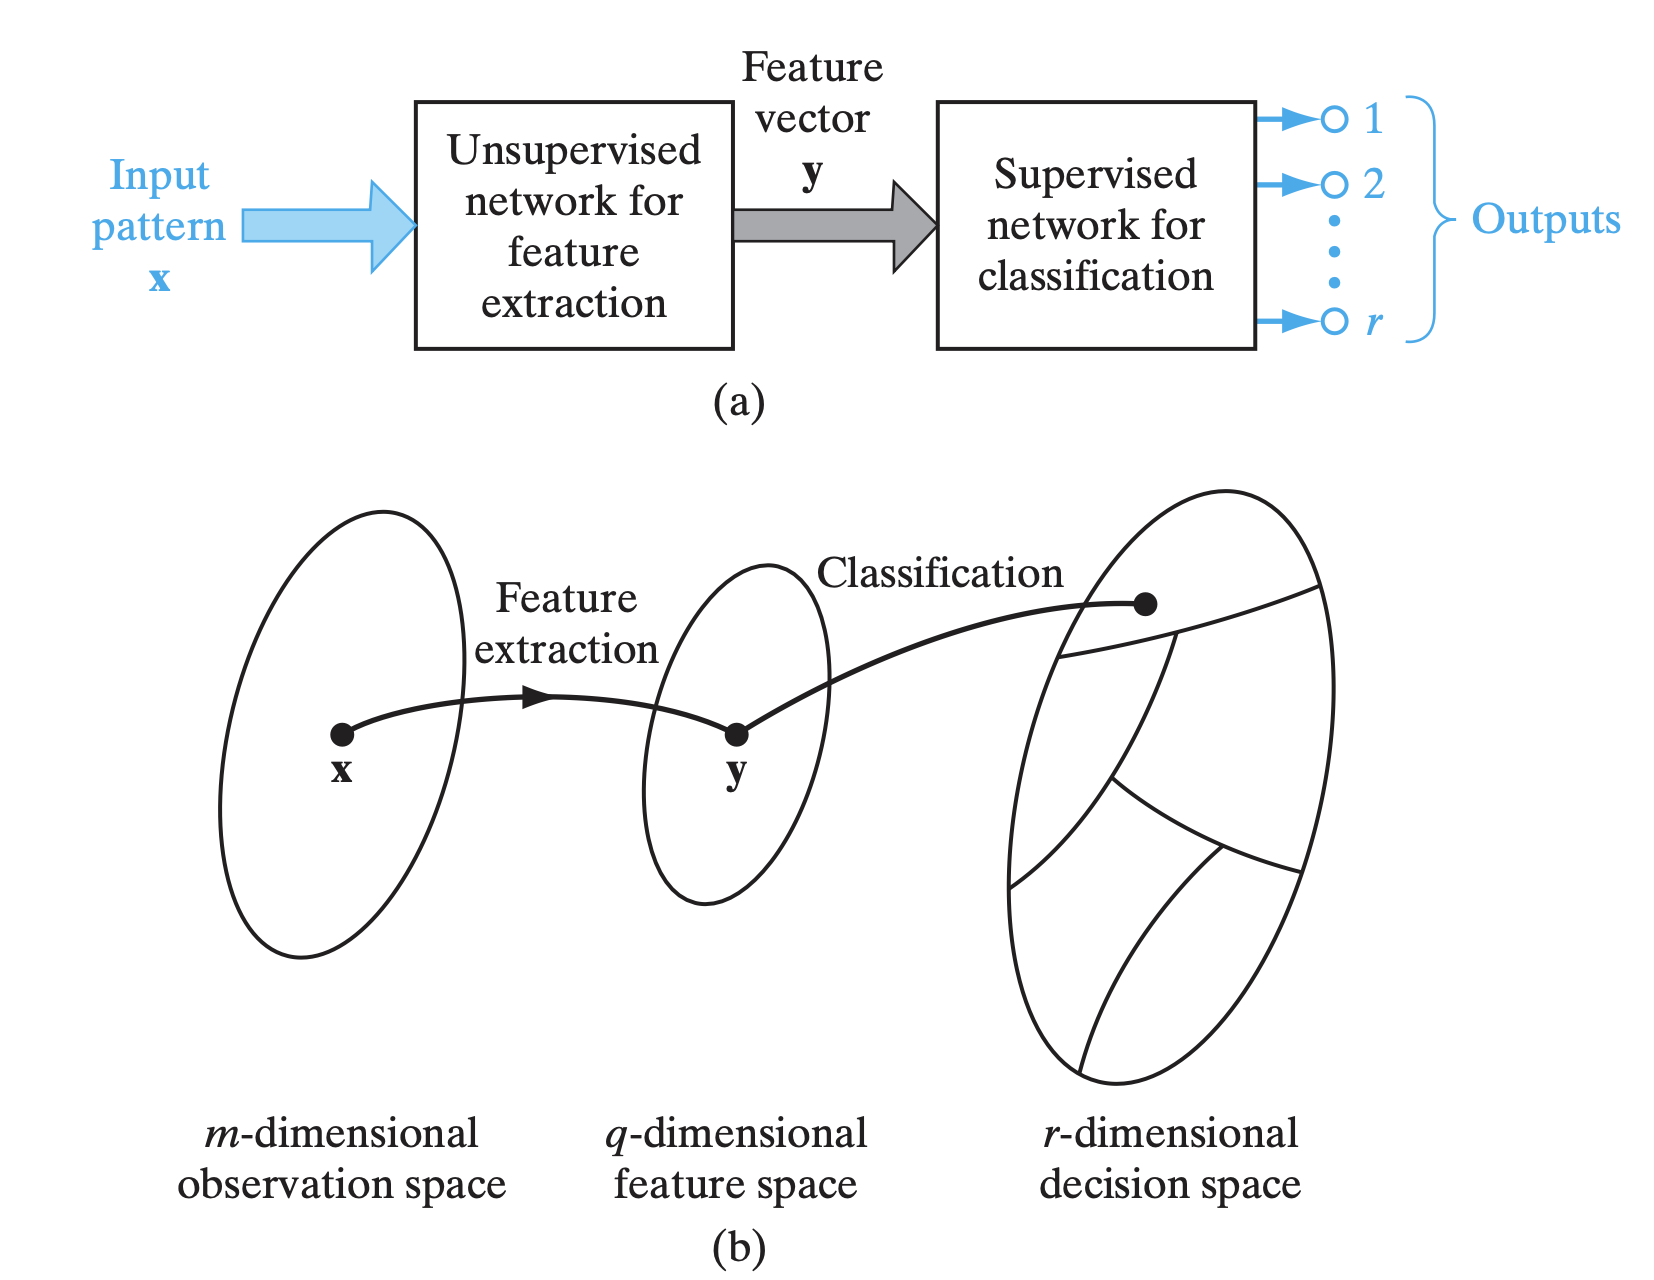 Feature
vector
y
Input
pattern
x
Unsupervised
network for
feature
extraction
Supervised
network for
classification
1
2
r
Outputs
(a)
Feature
extraction
Classification
x
y
m-dimensional
observation space
q-dimensional
feature space
r-dimensional
decision space
(b)